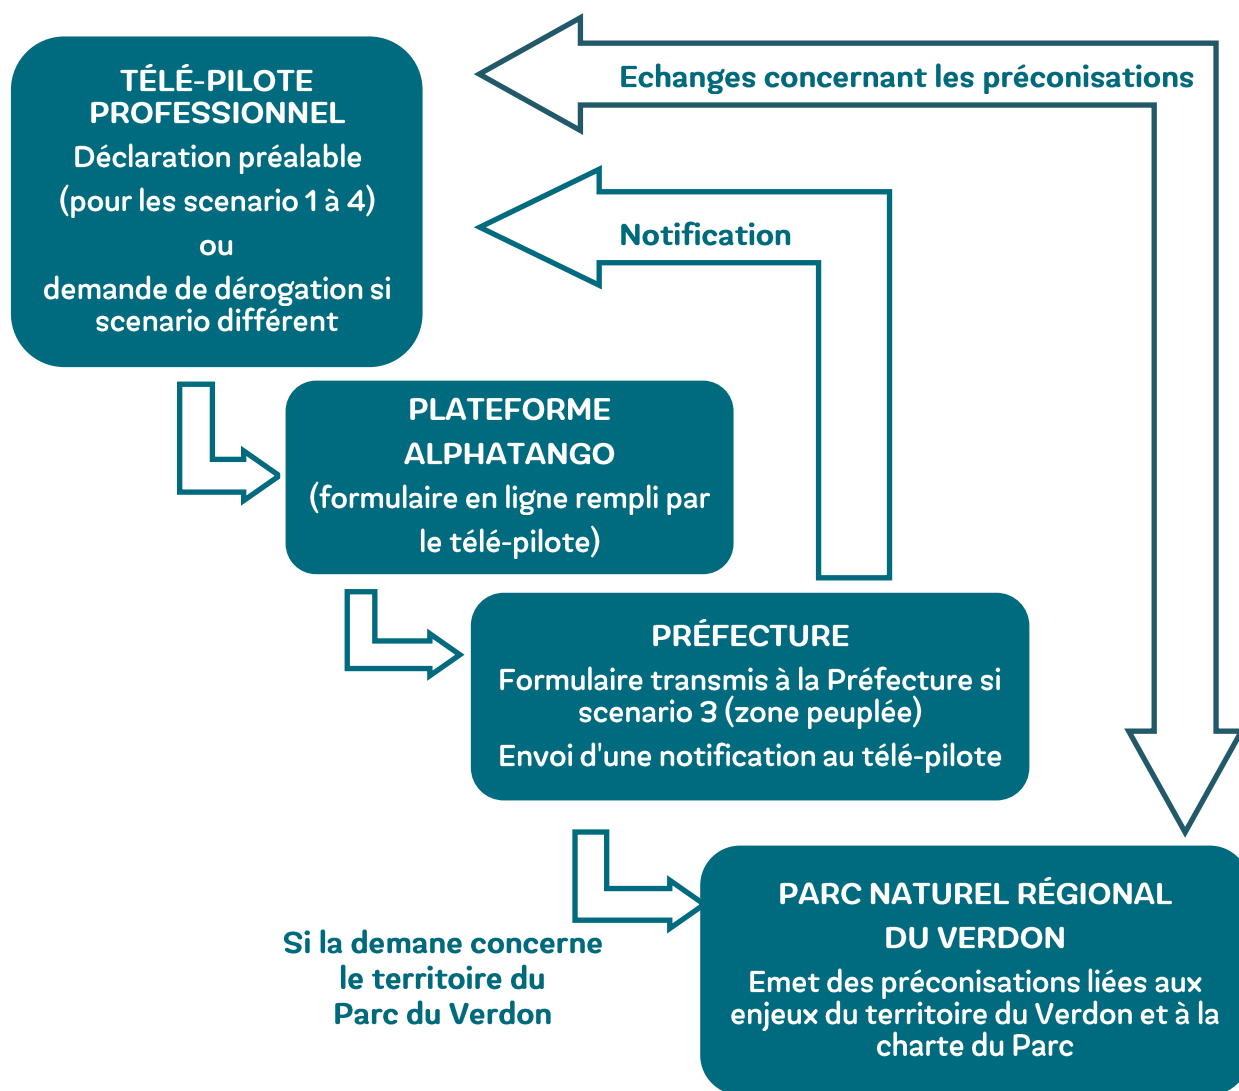 TÉLÉ-PILOTE
PROFESSIONNEL
Déclaration préalable
(pour les scenario 1 à 4)
ou
demande de dérogation si
scenario différent
Echanges concernant les préconisations
Notification
PLATEFORME
ALPHATANGO
(formulaire en ligne rempli par
le télé-pilote)
PRÉFECTURE
Formulaire transmis à la Préfecture si
scenario 3 (zone peuplée)
Envoi d'une notification au télé-pilote
Si la demane concerne
le territoire du
Parc du Verdon
PARC NATUREL RÉGIONAL
DU VERDON
Emet des préconisations liées aux
enjeux du territoire du Verdon et à la
charte du Parc